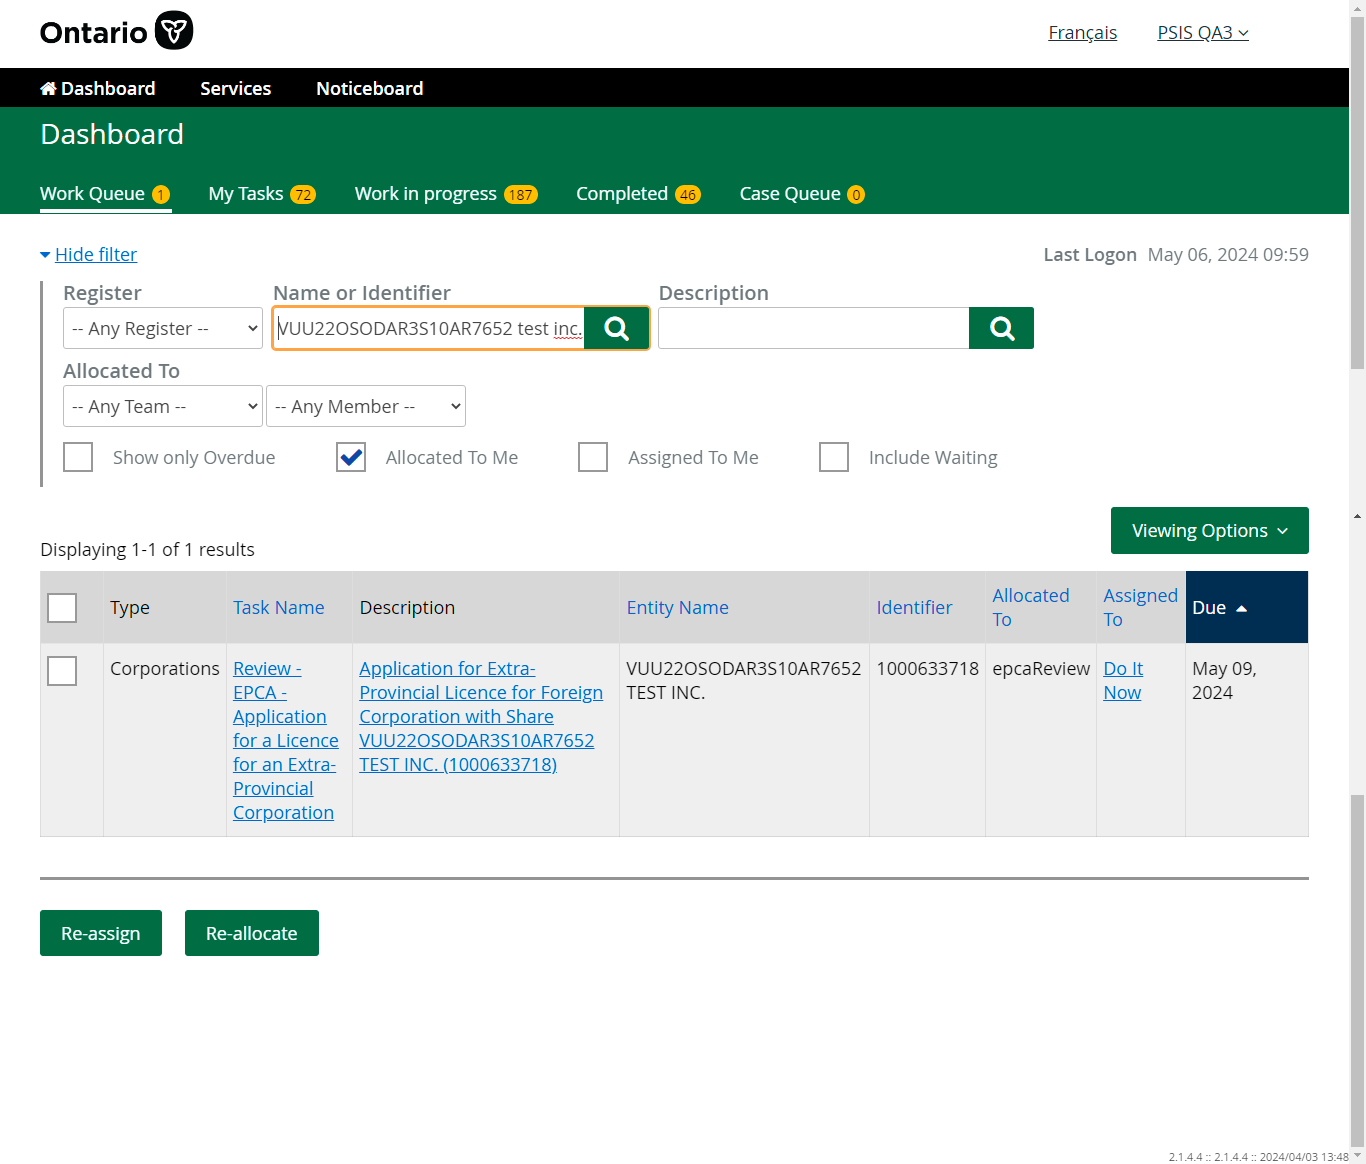 Ontario
Français
PSIS QA3
Dashboard
Services
Noticeboard
Dashboard
Work Queue 1
My Tasks 72
Work in progress 187
Completed 46
Case Queue 0
Hide filter
Last Logon May 06, 2024 09:59
Register
Name or Identifier
Description
-- Any Register --
VUU22OSODAR3S10AR7652 test inc.
Allocated To
-- Any Team --
-- Any Member --
Show only Overdue
Allocated To Me
Assigned To Me
Include Waiting
Viewing Options
Displaying 1-1 of 1 results
Type
Task Name
Description
Entity Name
Identifier
Allocated
To
Assigned
To
Due
Corporations
Review -
EPCA -
Application
for a Licence
for an Extra-
Provincial
Corporation
Application for Extra-
Provincial Licence for Foreign
Corporation with Share
VUU22OSODAR3S10AR7652
TEST INC. (1000633718)
VUU22OSODAR3S10AR7652
TEST INC.
1000633718
epcaReview
Do It
Now
May 09,
2024
Re-assign
Re-allocate
2.1.4.4 :: 2.1.4.4 :: 2024/04/03 13:48